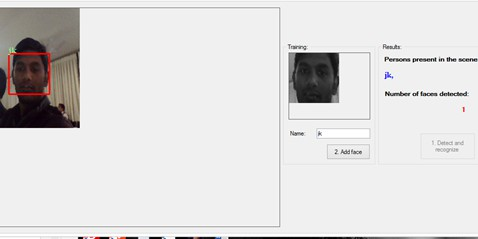 jk
Training:
Name:
jk
2. Add face
Results:
Persons present in the scene
jk,
Number of faces detected:
1
1. Detect and
recognize